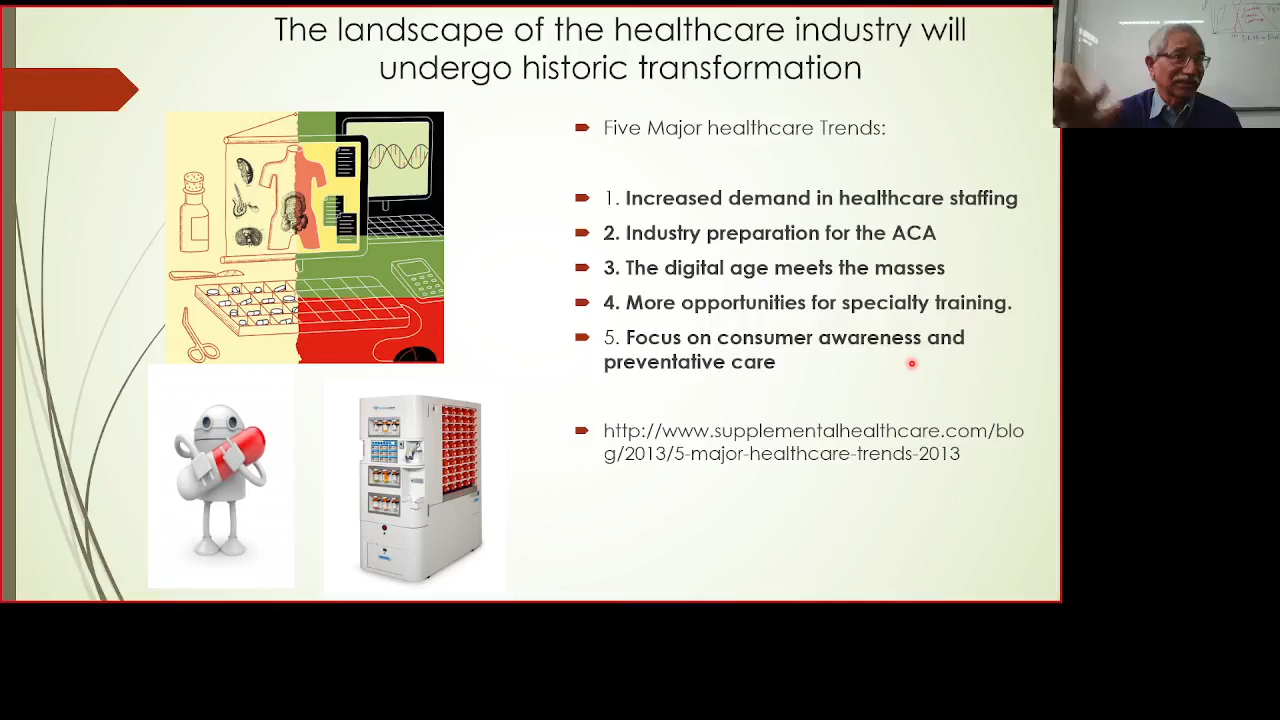 The landscape of the healthcare industry will
undergo historic transformation
Five Major healthcare Trends:
1. Increased demand in healthcare staffing
2. Industry preparation for the ACA
3. The digital age meets the masses
4. More opportunities for specialty training.
5. Focus on consumer awareness and
preventative care
http://www.supplementalhealthcare.com/blo
g/2013/5-major-healthcare-trends-2013